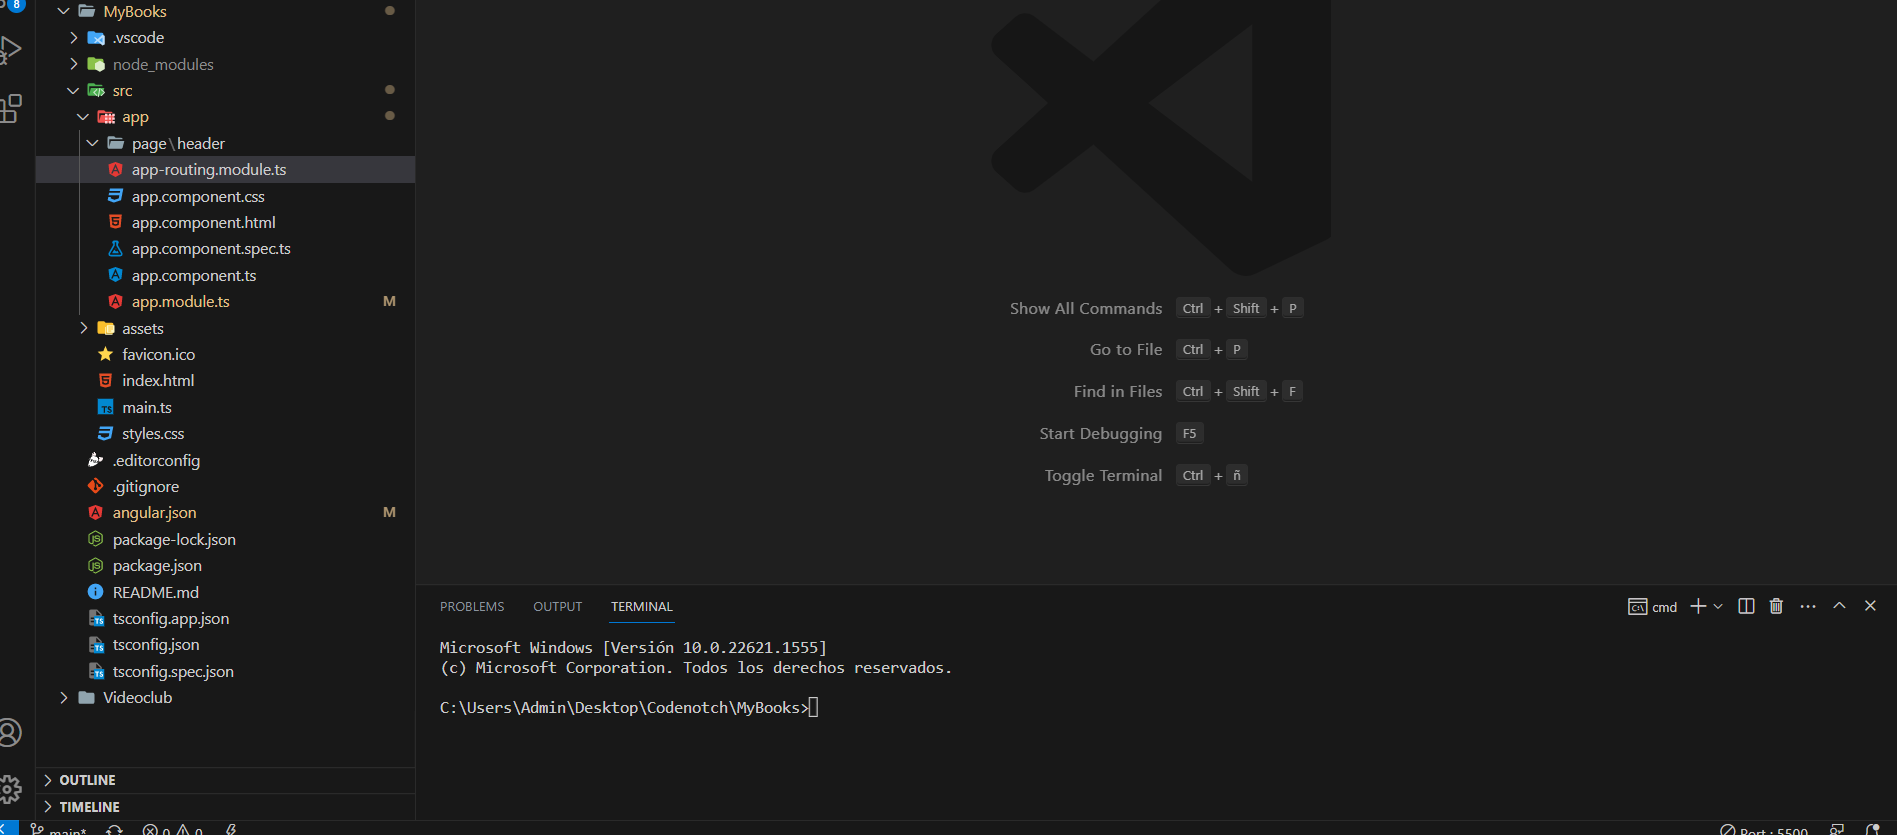 8
MyBooks
.vscode
node_modules
src
app
page\header
app-routing.module.ts
app.component.css
app.component.html
app.component.spec.ts
app.component.ts
app.module.ts M
assets
favicon.ico
index.html
main.ts
styles.css
.editorconfig
.gitignore
angular.json M
package-lock.json
package.json
README.md
tsconfig.app.json
tsconfig.json
tsconfig.spec.json
Videoclub
OUTLINE
TIMELINE
Show All Commands Ctrl + Shift + P
Go to File Ctrl + P
Find in Files Ctrl + Shift + F
Start Debugging F5
Toggle Terminal Ctrl + ñ
PROBLEMS OUTPUT TERMINAL
cmd
Microsoft Windows [Versión 10.0.22621.1555]
(c) Microsoft Corporation. Todos los derechos reservados.
C:\Users\Admin\Desktop\Codenotch\MyBooks>
main* 0 0 Port : 5500